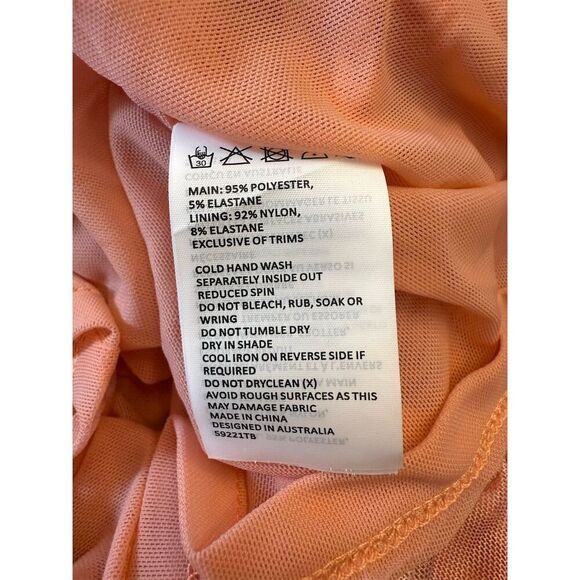 30
MAIN: 95% POLYESTER,
5% ELASTANE
LINING: 92% NYLON,
8% ELASTANE
EXCLUSIVE OF TRIMS
COLD HAND WASH
SEPARATELY INSIDE OUT
REDUCED SPIN
DO NOT BLEACH, RUB, SOAK OR
WRING
DO NOT TUMBLE DRY
DRY IN SHADE
COOL IRON ON REVERSE SIDE IF
REQUIRED
DO NOT DRYCLEAN (X)
AVOID ROUGH SURFACES AS THIS
MAY DAMAGE FABRIC
MADE IN CHINA
DESIGNED IN AUSTRALIA
59221TB